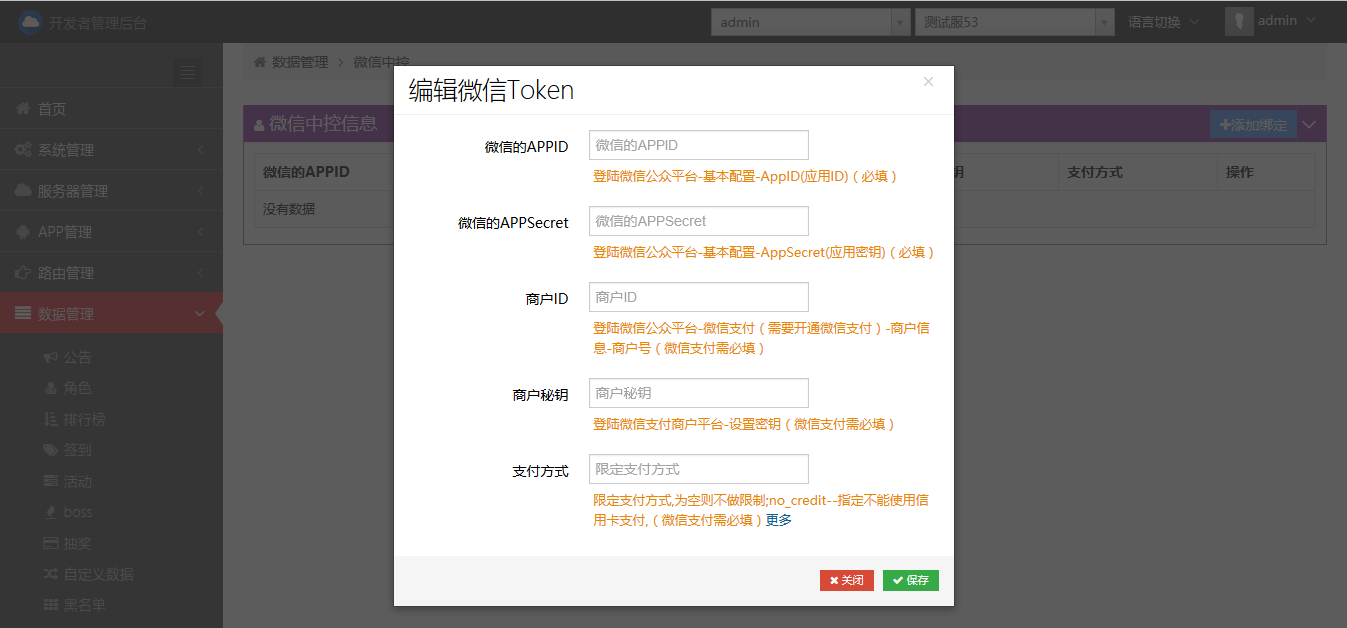 开发者管理后台
admin
测试服53
语言切换
admin
首页
系统管理
服务器管理
APP管理
路由管理
数据管理
公告
角色
排行榜
签到
活动
boss
抽奖
自定义数据
黑名单
数据管理 > 微信中控
微信中控信息
添加绑定
微信的APPID
钥
支付方式
操作
没有数据
编辑微信Token
×
微信的APPID
微信的APPID
登陆微信公众平台-基本配置-AppID(应用ID)（必填）
微信的APPSecret
微信的APPSecret
登陆微信公众平台-基本配置-AppSecret(应用密钥)（必填）
商户ID
商户ID
登陆微信公众平台-微信支付（需要开通微信支付）-商户信
息-商户号（微信支付需必填）
商户秘钥
商户秘钥
登陆微信支付商户平台-设置密钥（微信支付需必填）
支付方式
限定支付方式
限定支付方式,为空则不做限制;no_credit--指定不能使用信
用卡支付,（微信支付需必填）更多
关闭
保存